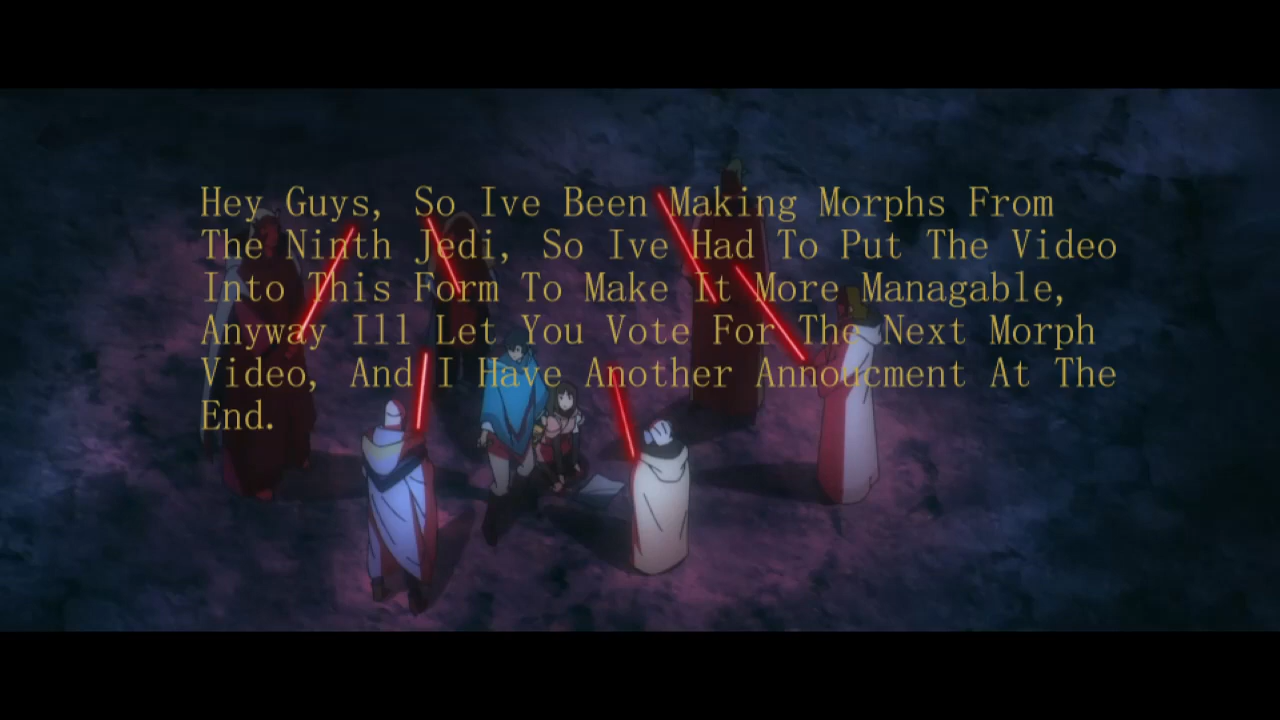 Hey Guys, So Ive Been Making Morphs From
The Ninth Jedi, So Ive Had To Put The Video
Into This Form To Make It More Managable,
Anyway Ill Let You Vote For The Next Morph
Video, And I Have Another Annoucment At The
End.